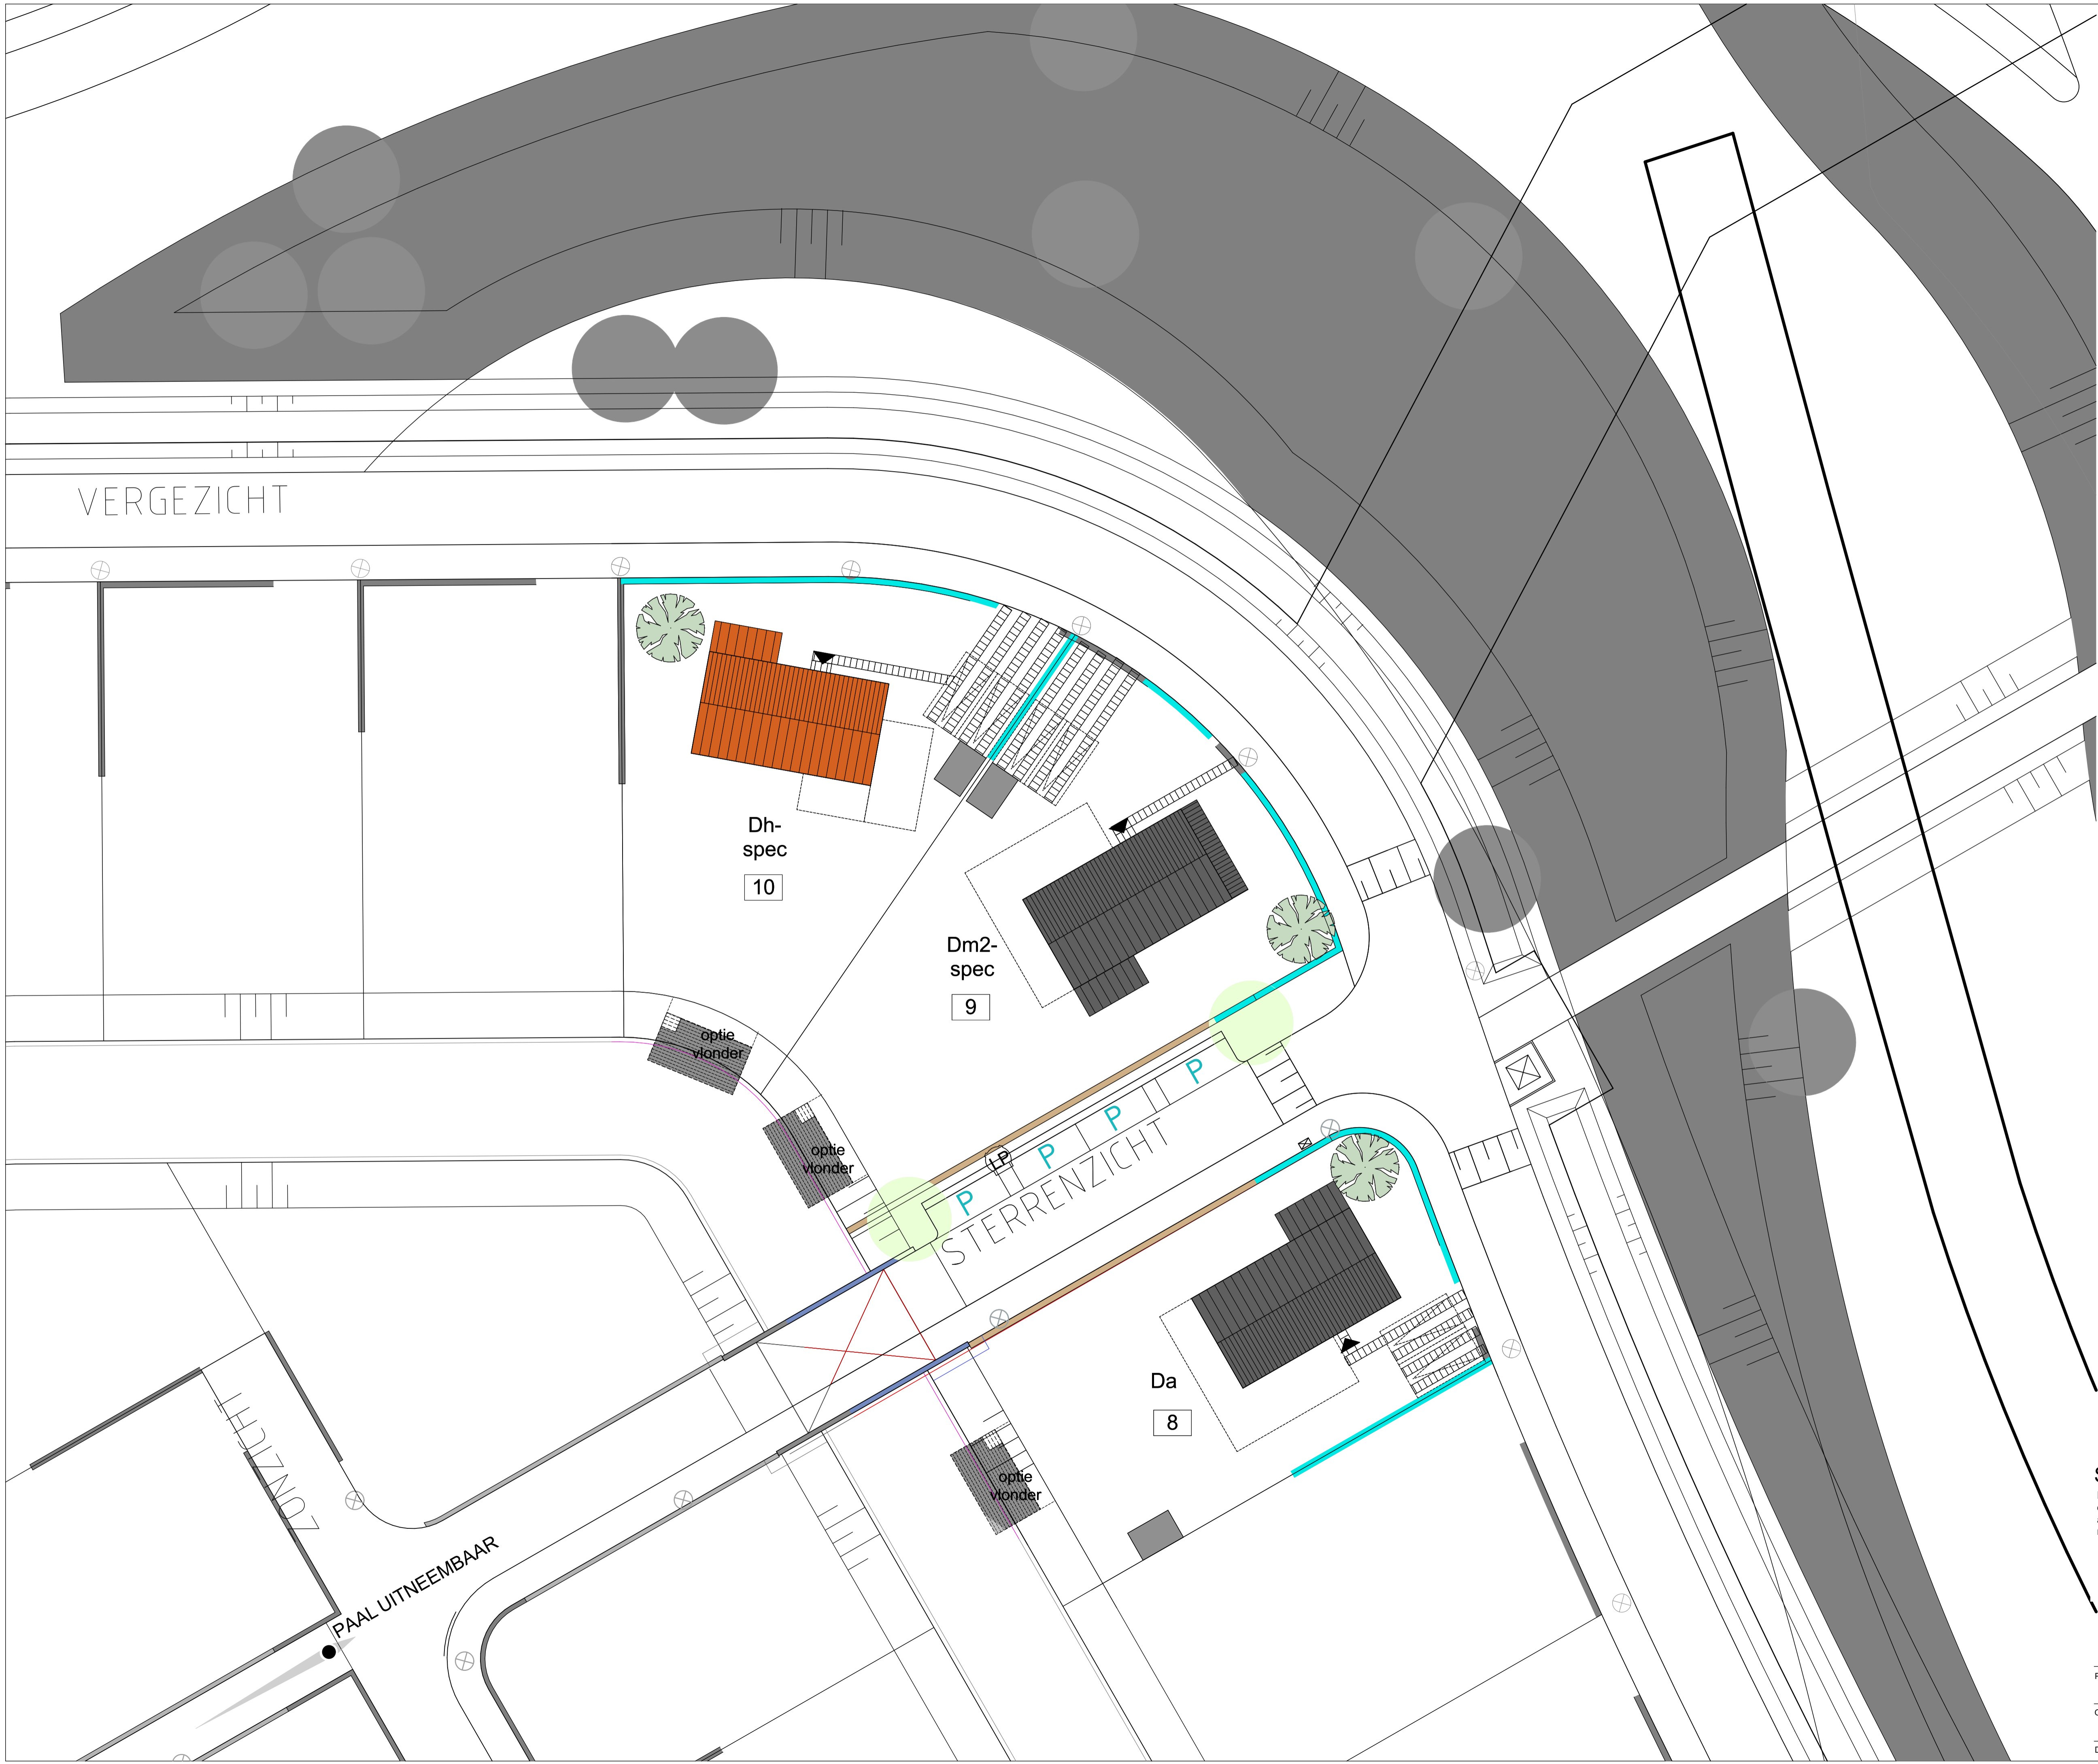 VERGEZICHT
Dh-
spec
10
Dm2-
spec
9
optie
vlonder
optie
vlonder
P
P
P
P
LP
STERRENZICHT
Da
8
optie
vlonder
PAAL UITNEEMBAAR